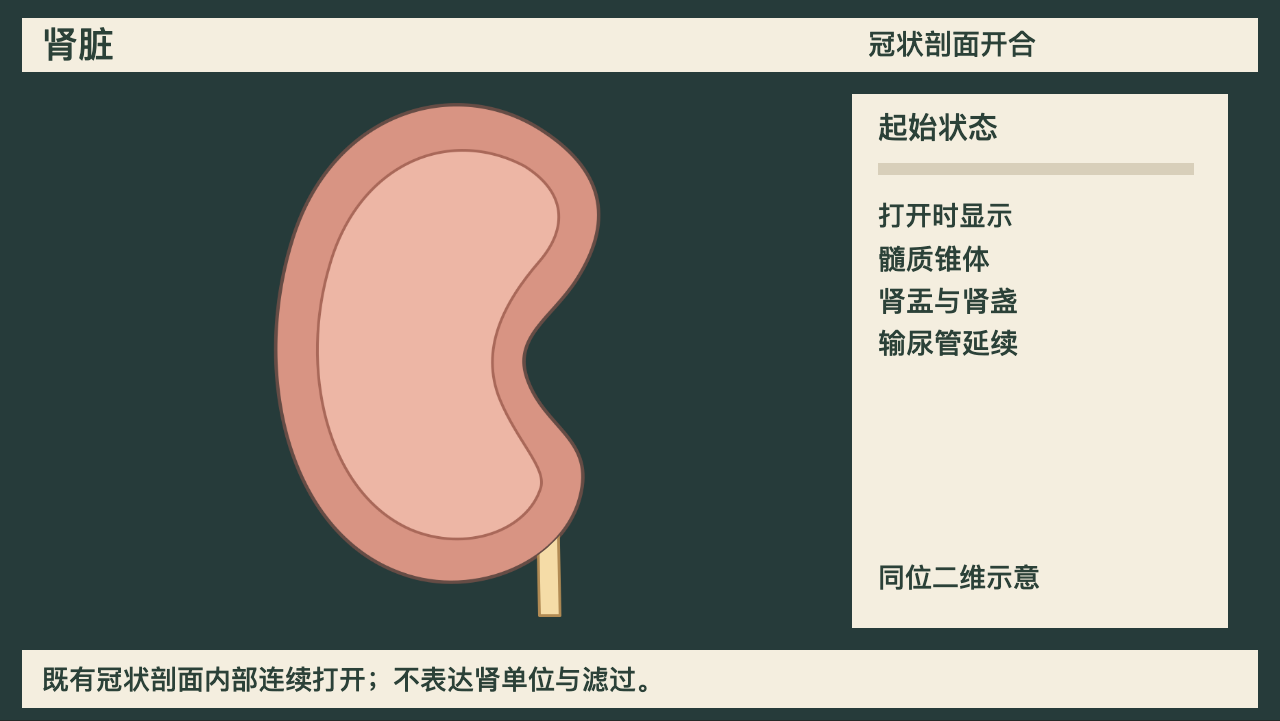 肾脏
冠状剖面开合
起始状态
打开时显示
髓质锥体
肾盂与肾盏
输尿管延续
同位二维示意
既有冠状剖面内部连续打开；不表达肾单位与滤过。